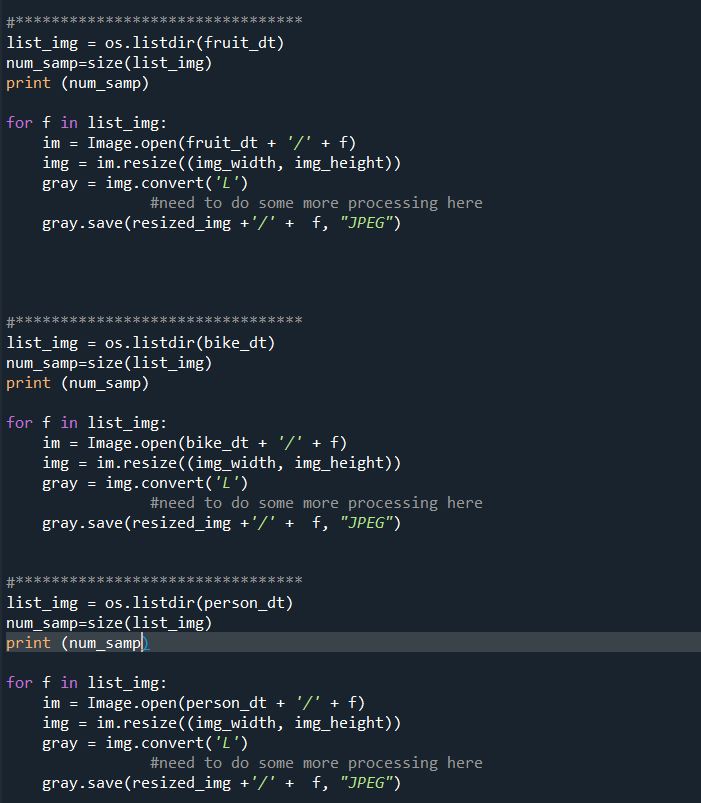 #********************************
list_img = os.listdir(fruit_dt)
num_samp=size(list_img)
print (num_samp)
for f in list_img:
    im = Image.open(fruit_dt + '/' + f)
    img = im.resize((img_width, img_height))
    gray = img.convert('L')
                #need to do some more processing here
    gray.save(resized_img +'/' +  f, "JPEG")
#********************************
list_img = os.listdir(bike_dt)
num_samp=size(list_img)
print (num_samp)
for f in list_img:
    im = Image.open(bike_dt + '/' + f)
    img = im.resize((img_width, img_height))
    gray = img.convert('L')
                #need to do some more processing here
    gray.save(resized_img +'/' +  f, "JPEG")
#********************************
list_img = os.listdir(person_dt)
num_samp=size(list_img)
print (num_samp)
for f in list_img:
    im = Image.open(person_dt + '/' + f)
    img = im.resize((img_width, img_height))
    gray = img.convert('L')
                #need to do some more processing here
    gray.save(resized_img +'/' +  f, "JPEG")